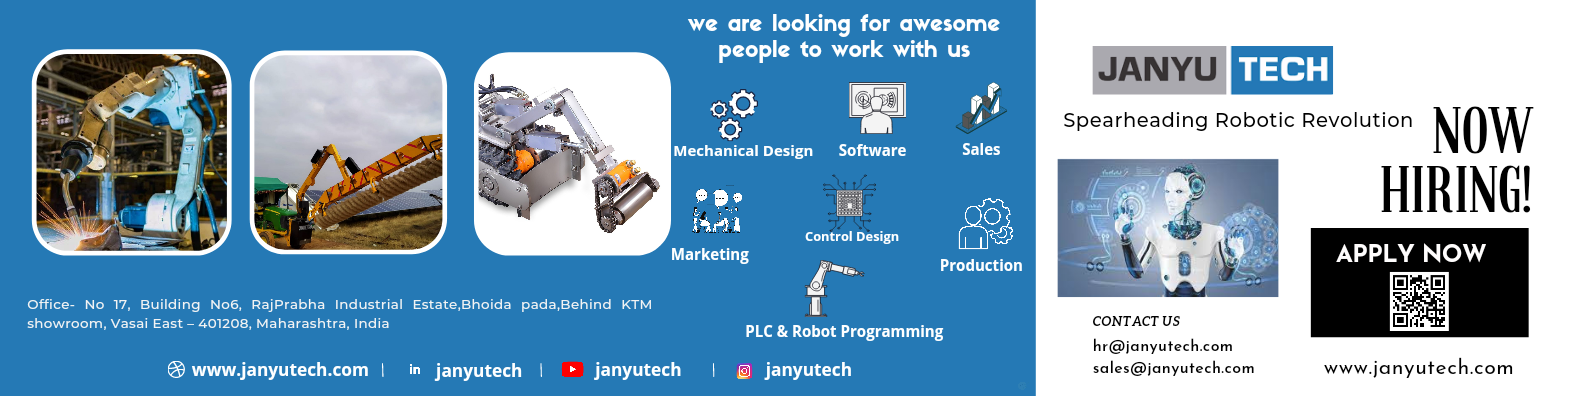 we are looking for awesome
people to work with us
Mechanical Design
Software
Sales
Marketing
Control Design
Production
PLC & Robot Programming
Office- No 17, Building No6, RajPrabha Industrial Estate,Bhoida pada,Behind KTM
showroom, Vasai East – 401208, Maharashtra, India
www.janyutech.com | in janyutech | janyutech | janyutech
JANYU TECH
Spearheading Robotic Revolution
NOW
HIRING!
APPLY NOW
CONTACT US
hr@janyutech.com
sales@janyutech.com
www.janyutech.com